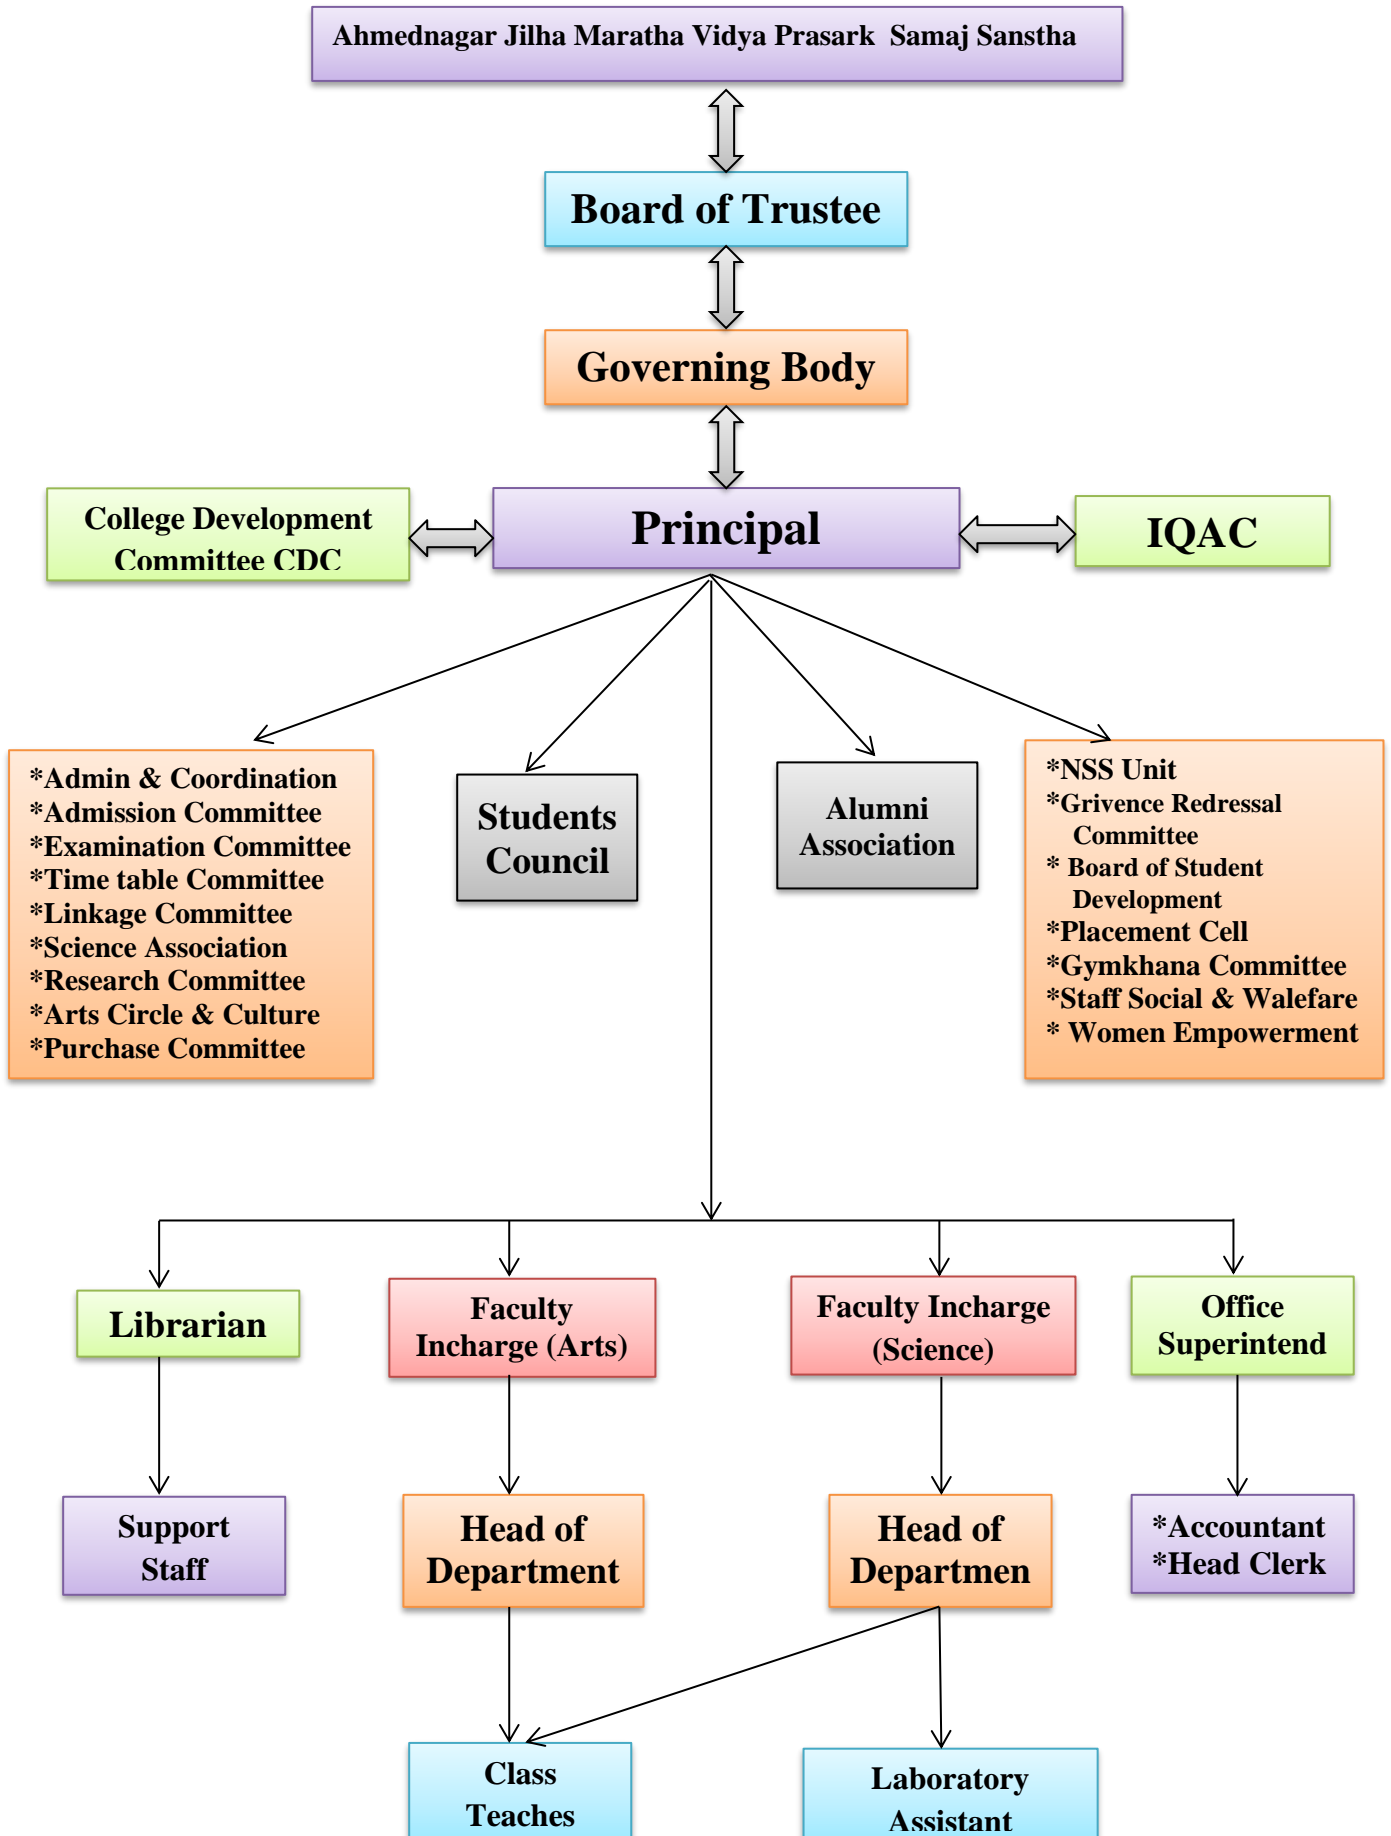 Ahmednagar Jilha Maratha Vidya Prasark Samaj Sanstha
Board of Trustee
Governing Body
College Development
Committee CDC
Principal
IQAC
*Admin & Coordination
*Admission Committee
*Examination Committee
*Time table Committee
*Linkage Committee
*Science Association
*Research Committee
*Arts Circle & Culture
*Purchase Committee
Students
Council
Alumni
Association
*NSS Unit
*Grivence Redressal
Committee
* Board of Student
Development
*Placement Cell
*Gymkhana Committee
*Staff Social & Walefare
* Women Empowerment
Librarian
Faculty
Incharge (Arts)
Faculty Incharge
(Science)
Office
Superintend
Support
Staff
Head of
Department
Head of
Departmen
*Accountant
*Head Clerk
Class
Teaches
Laboratory
Assistant